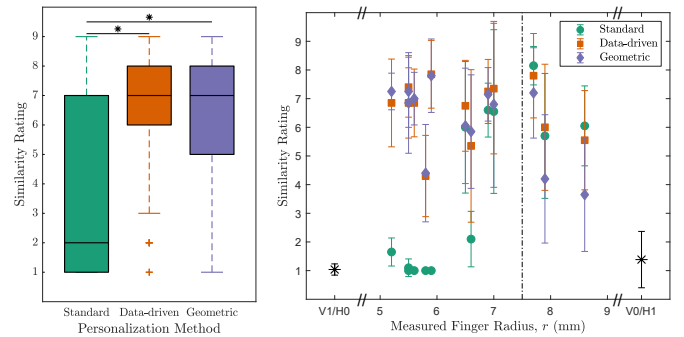 Similarity Rating
9
8
7
6
5
4
3
2
1
*
*
Standard Data-driven Geometric
Personalization Method
Similarity Rating
9
8
7
6
5
4
3
2
1
Standard
Data-driven
Geometric
V1/H0 5 6 7 8 9 V0/H1
Measured Finger Radius, r (mm)